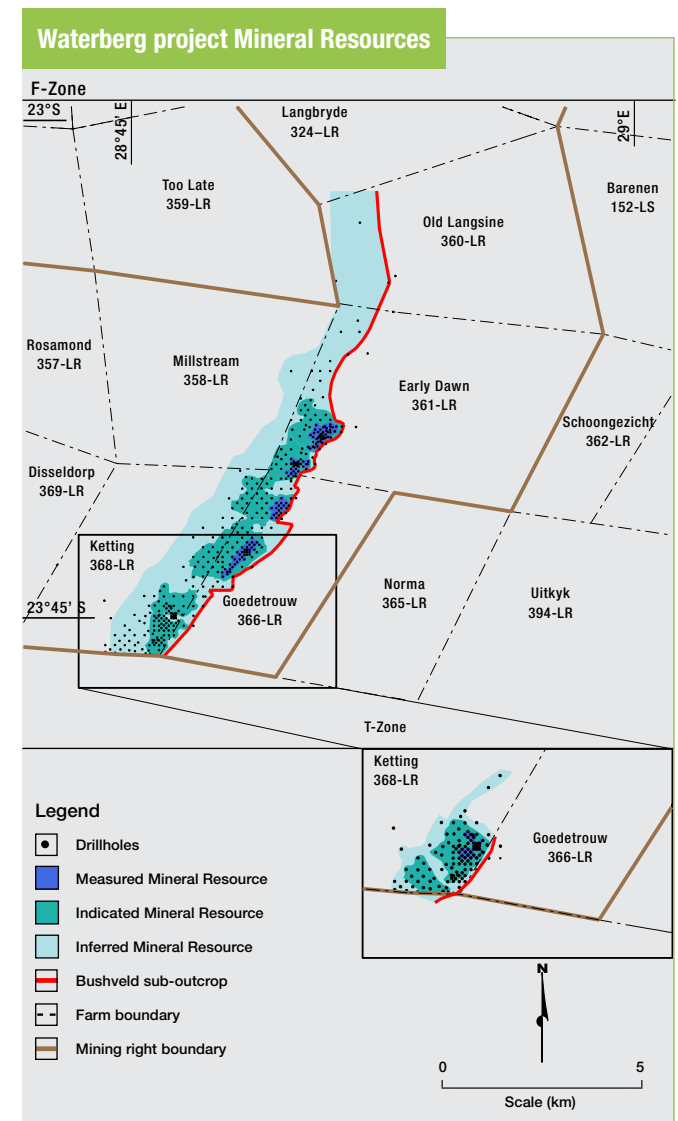 Waterberg project Mineral Resources
F-Zone
23°S
28°45' E
29°E
Langbryde
324–LR
Too Late
359-LR
Barenen
152-LS
Old Langsine
360-LR
Rosamond
357-LR
Millstream
358-LR
Early Dawn
361-LR
Schoongezicht
362-LR
Disseldorp
369-LR
Ketting
368-LR
Goedetrouw
366-LR
Norma
365-LR
Uitkyk
394-LR
23°45' S
T-Zone
Ketting
368-LR
Goedetrouw
366-LR
Legend
Drillholes
Measured Mineral Resource
Indicated Mineral Resource
Inferred Mineral Resource
Bushveld sub-outcrop
Farm boundary
Mining right boundary
N
0 5
Scale (km)